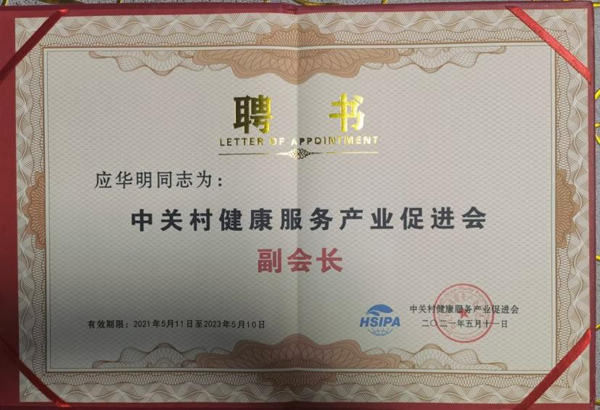 聘 书
LETTER OF APPOINTMENT
应华明同志为：
中关村健康服务产业促进会
副会长
有效期限：2021年5月11日至2023年5月10日
HSIPA
中关村健康服务产业促进会
二〇二一年五月十一日